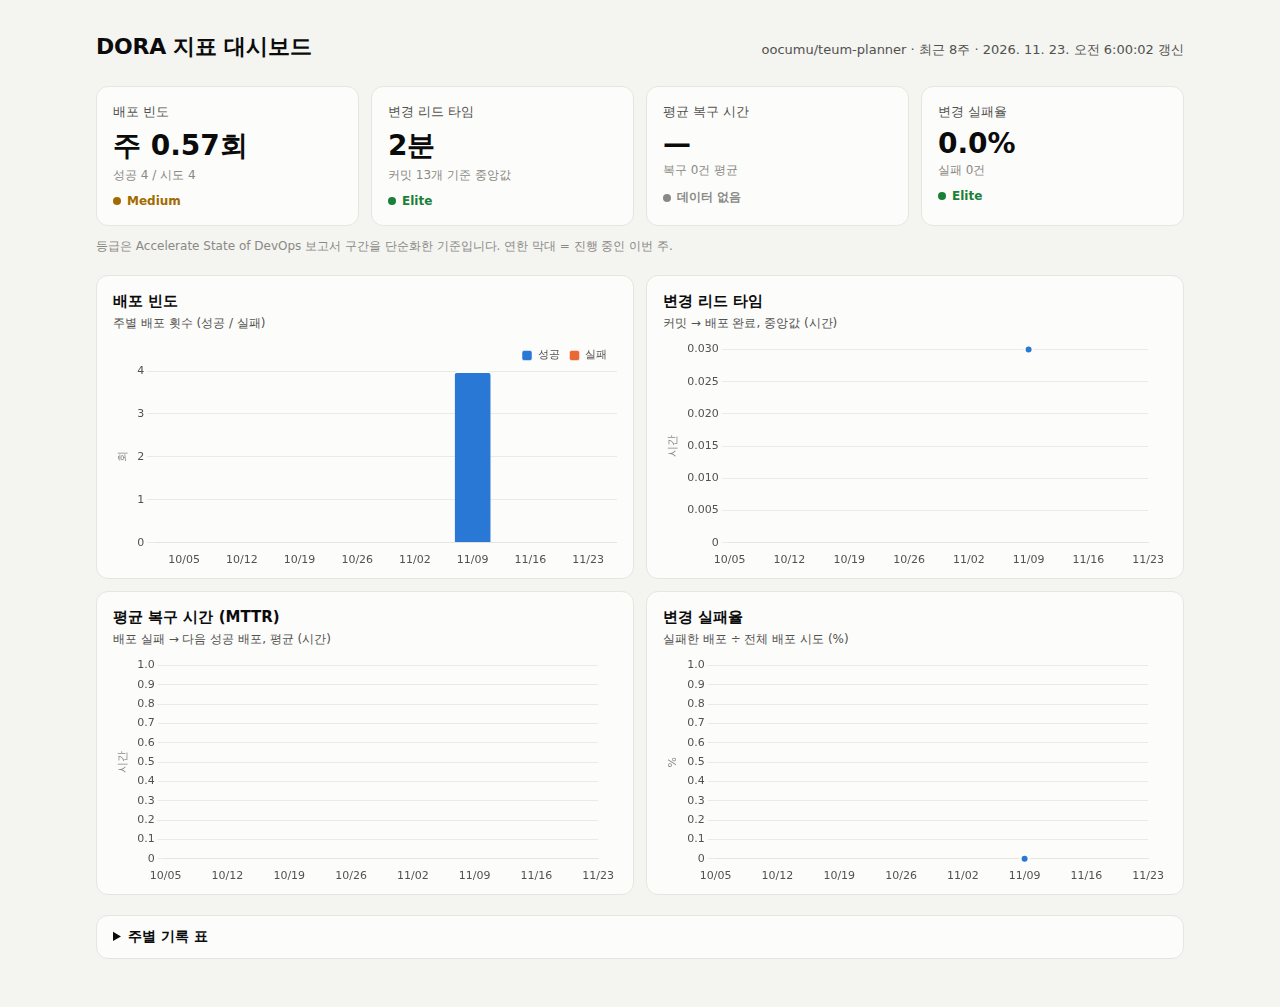 DORA 지표 대시보드
oocumu/teum-planner · 최근 8주 · 2026. 11. 23. 오전 6:00:02 갱신
배포 빈도
주 0.57회
성공 4 / 시도 4
Medium
변경 리드 타임
2분
커밋 13개 기준 중앙값
Elite
평균 복구 시간
—
복구 0건 평균
데이터 없음
변경 실패율
0.0%
실패 0건
Elite
등급은 Accelerate State of DevOps 보고서 구간을 단순화한 기준입니다. 연한 막대 = 진행 중인 이번 주.
배포 빈도
주별 배포 횟수 (성공 / 실패)
성공 실패
4
3
2
1
0
회
10/05 10/12 10/19 10/26 11/02 11/09 11/16 11/23
변경 리드 타임
커밋 → 배포 완료, 중앙값 (시간)
0.030
0.025
0.020
0.015
0.010
0.005
0
시간
10/05 10/12 10/19 10/26 11/02 11/09 11/16 11/23
평균 복구 시간 (MTTR)
배포 실패 → 다음 성공 배포, 평균 (시간)
1.0
0.9
0.8
0.7
0.6
0.5
0.4
0.3
0.2
0.1
0
시간
10/05 10/12 10/19 10/26 11/02 11/09 11/16 11/23
변경 실패율
실패한 배포 ÷ 전체 배포 시도 (%)
1.0
0.9
0.8
0.7
0.6
0.5
0.4
0.3
0.2
0.1
0
%
10/05 10/12 10/19 10/26 11/02 11/09 11/16 11/23
주별 기록 표